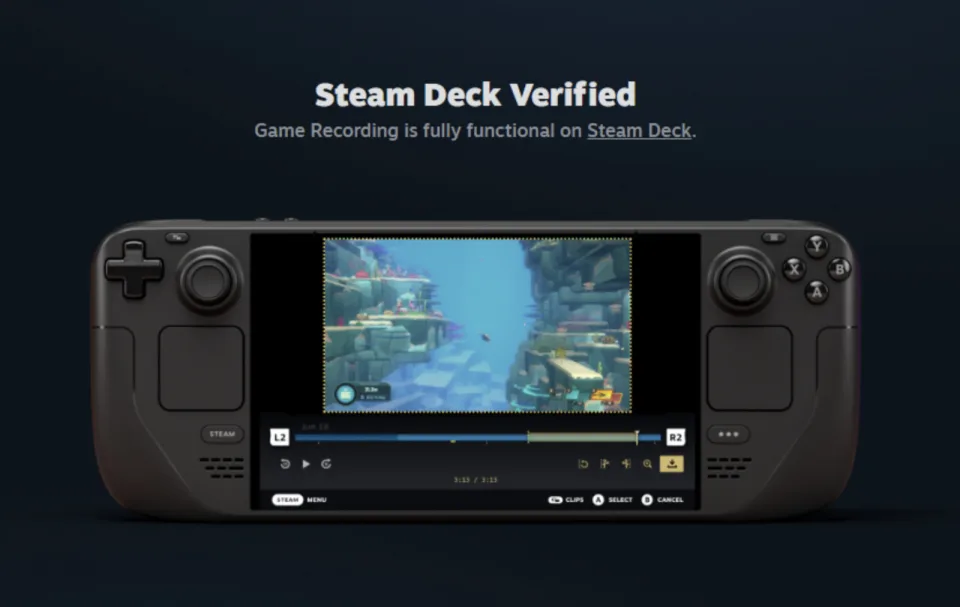 Steam Deck Verified
Game Recording is fully functional on Steam Deck.
Y
X B
A
L2 R2
STEAM
3:13 / 3:13
STEAM MENU CLIPS A SELECT B CANCEL